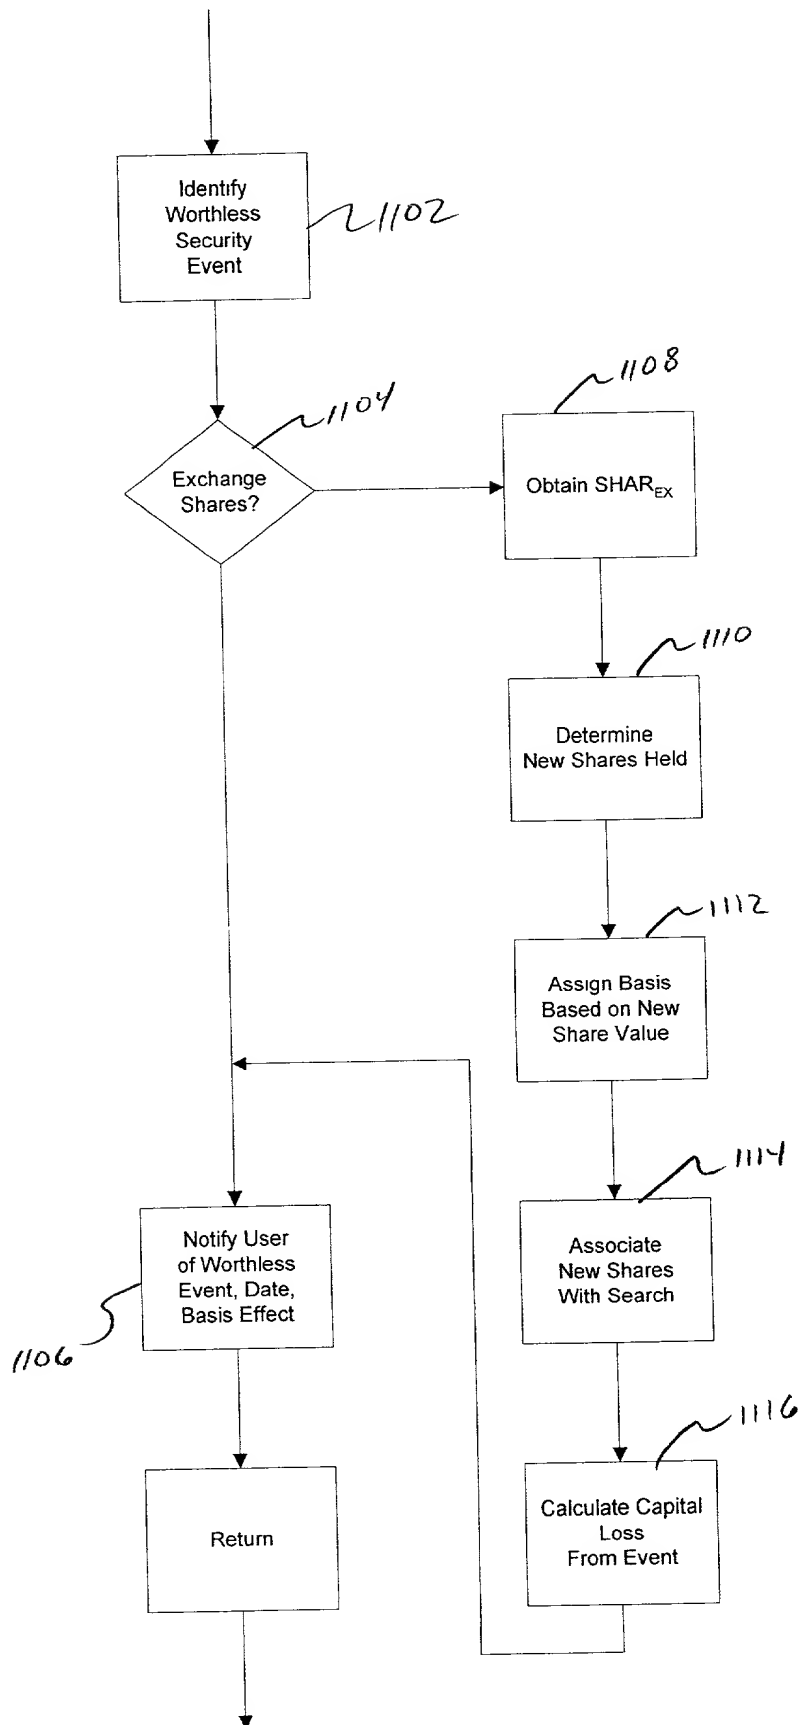 Identify
Worthless
Security
Event
1102
1104
Exchange
Shares?
1108
Obtain SHAR_EX
1110
Determine
New Shares Held
1112
Assign Basis
Based on New
Share Value
1114
Associate
New Shares
With Search
1116
Calculate Capital
Loss
From Event
Notify User
of Worthless
Event, Date,
Basis Effect
1106
Return